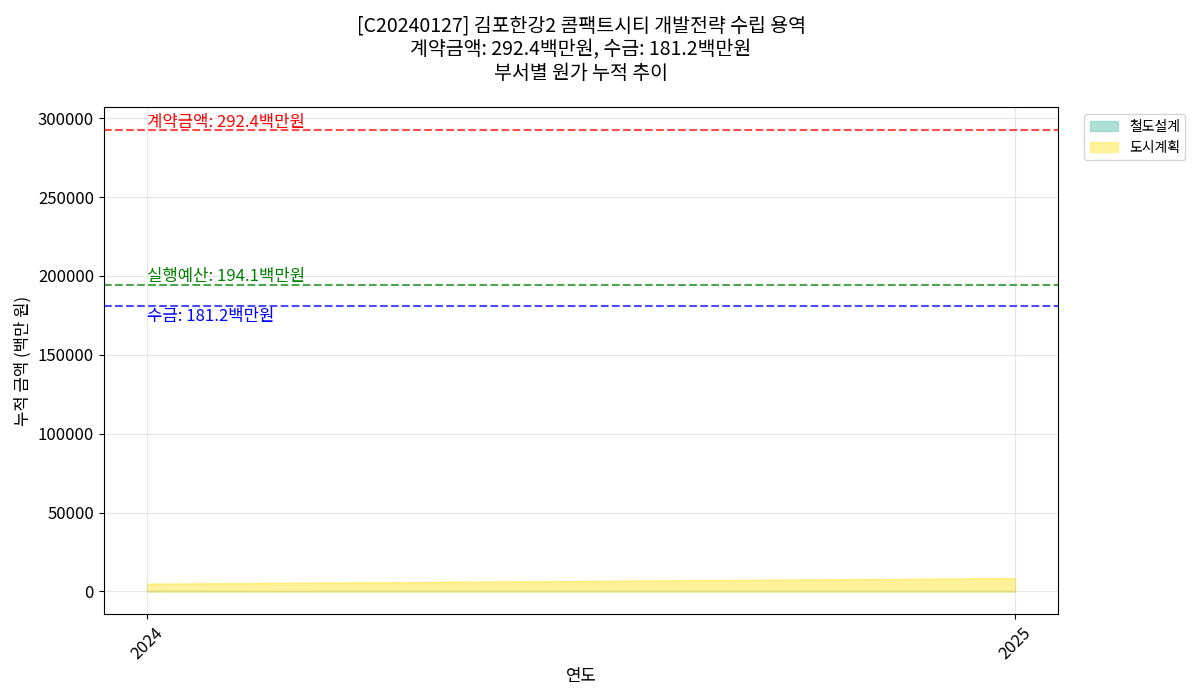 [C20240127] 김포한강2 콤팩트시티 개발전략 수립 용역
계약금액: 292.4백만원, 수금: 181.2백만원
부서별 원가 누적 추이
300000
계약금액: 292.4백만원
철도설계
도시계획
250000
200000
실행예산: 194.1백만원
수금: 181.2백만원
150000
100000
50000
0
누적 금액 (백만 원)
2024
2025
연도